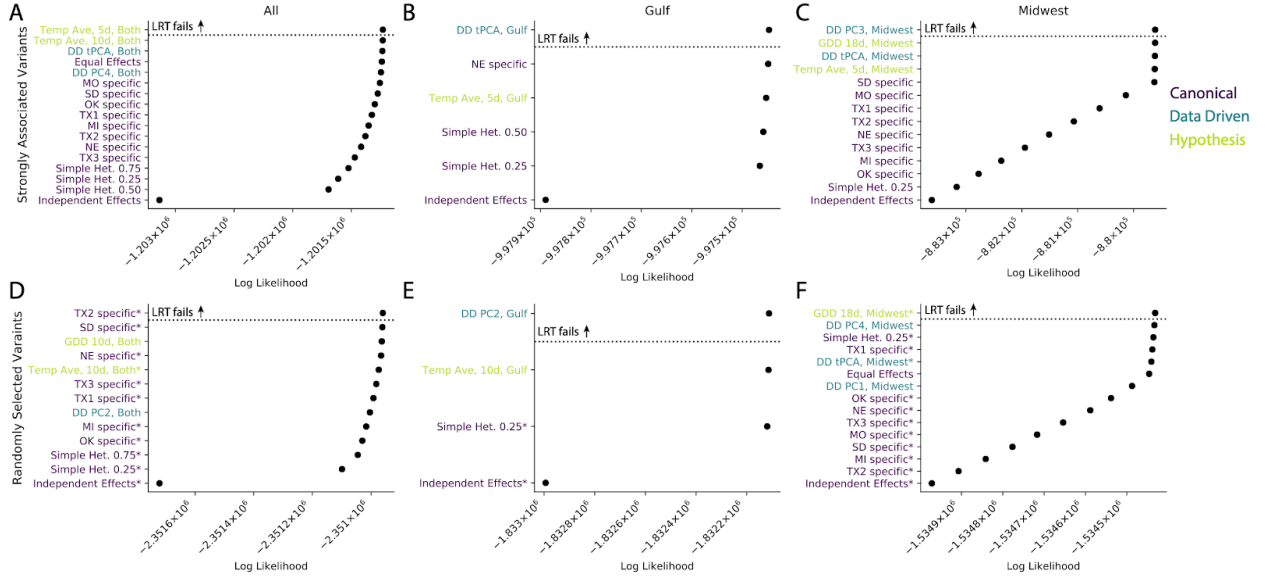 A
All
LRT fails ↑
Strongly Associated Variants
Temp Ave, 5d, Both
Temp Ave, 10d, Both
DD tPCA, Both
Equal Effects
DD PC4, Both
MO specific
SD specific
OK specific
TX1 specific
MI specific
TX2 specific
NE specific
TX3 specific
Simple Het. 0.75
Simple Het. 0.25
Simple Het. 0.50
Independent Effects
−1.203×10⁶
−1.2025×10⁶
−1.202×10⁶
−1.2015×10⁶
Log Likelihood
B
Gulf
LRT fails ↑
DD tPCA, Gulf
NE specific
Temp Ave, 5d, Gulf
Simple Het. 0.50
Simple Het. 0.25
Independent Effects
−9.979×10⁵
−9.978×10⁵
−9.977×10⁵
−9.976×10⁵
−9.975×10⁵
Log Likelihood
C
Midwest
LRT fails ↑
DD PC3, Midwest
GDD 18d, Midwest
DD tPCA, Midwest
Temp Ave, 5d, Midwest
SD specific
MO specific
TX1 specific
TX2 specific
NE specific
TX3 specific
MI specific
OK specific
Simple Het. 0.25
Independent Effects
−8.83×10⁵
−8.82×10⁵
−8.81×10⁵
−8.8×10⁵
Log Likelihood
Canonical
Data Driven
Hypothesis
D
LRT fails ↑
Randomly Selected Varaints
TX2 specific*
SD specific*
GDD 10d, Both
NE specific*
Temp Ave, 10d, Both*
TX3 specific*
TX1 specific*
DD PC2, Both
MI specific*
OK specific*
Simple Het. 0.75*
Simple Het. 0.25*
Independent Effects*
−2.3516×10⁶
−2.3514×10⁶
−2.3512×10⁶
−2.351×10⁶
Log Likelihood
E
DD PC2, Gulf
LRT fails ↑
Temp Ave, 10d, Gulf
Simple Het. 0.25*
Independent Effects*
−1.833×10⁶
−1.8328×10⁶
−1.8326×10⁶
−1.8324×10⁶
−1.8322×10⁶
Log Likelihood
F
LRT fails ↑
GDD 18d, Midwest*
DD PC4, Midwest
Simple Het. 0.25*
TX1 specific*
DD tPCA, Midwest*
Equal Effects
DD PC1, Midwest
OK specific*
NE specific*
TX3 specific*
MO specific*
SD specific*
MI specific*
TX2 specific*
Independent Effects*
−1.5349×10⁶
−1.5348×10⁶
−1.5347×10⁶
−1.5346×10⁶
−1.5345×10⁶
Log Likelihood